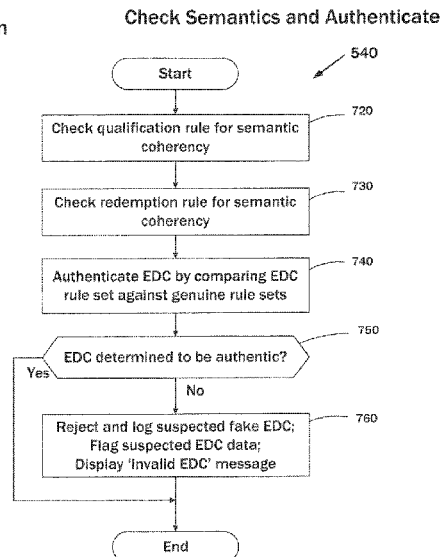 Check Semantics and Authenticate
540
Start
720
Check qualification rule for semantic
coherency
730
Check redemption rule for semantic
coherency
740
Authenticate EDC by comparing EDC
rule set against genuine rule sets
750
EDC determined to be authentic?
Yes
No
760
Reject and log suspected fake EDC;
Flag suspected EDC data;
Display 'Invalid EDC' message
End